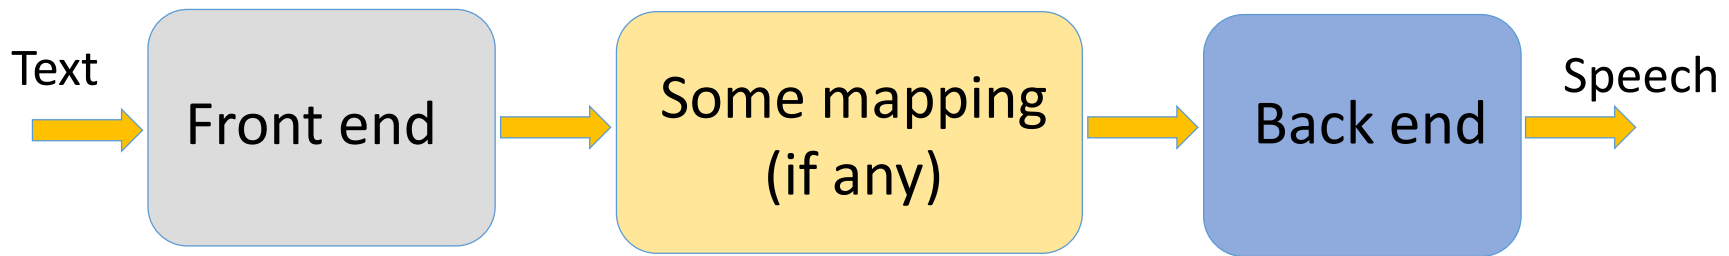 Text
Front end
Some mapping
(if any)
Back end
Speech